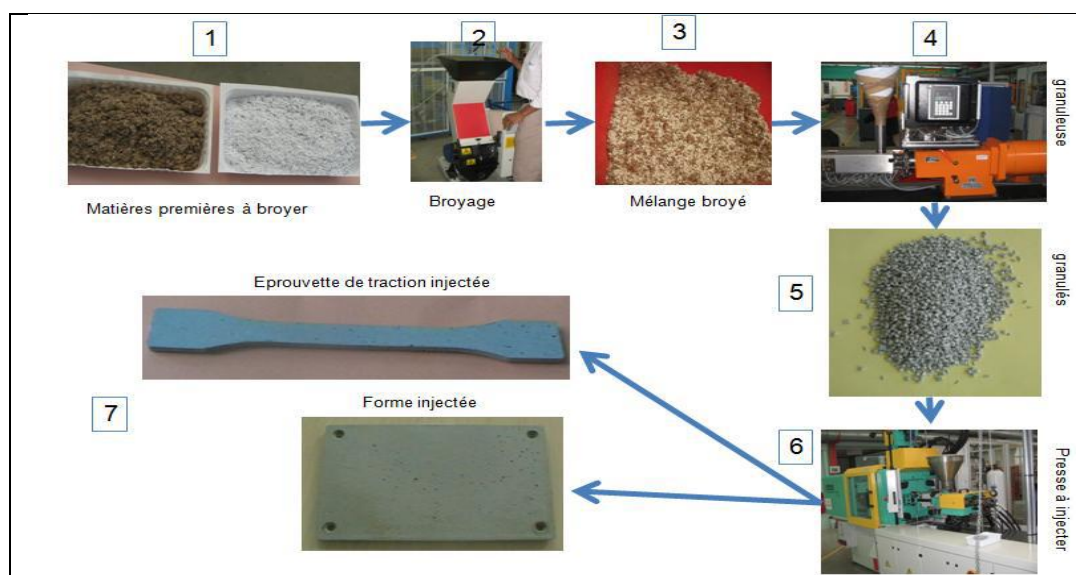 1
2
3
4
granuleuse
Matières premières à broyer
Broyage
Mélange broyé
Eprouvette de traction injectée
5
granulés
Forme injectée
7
6
Presse à injecter